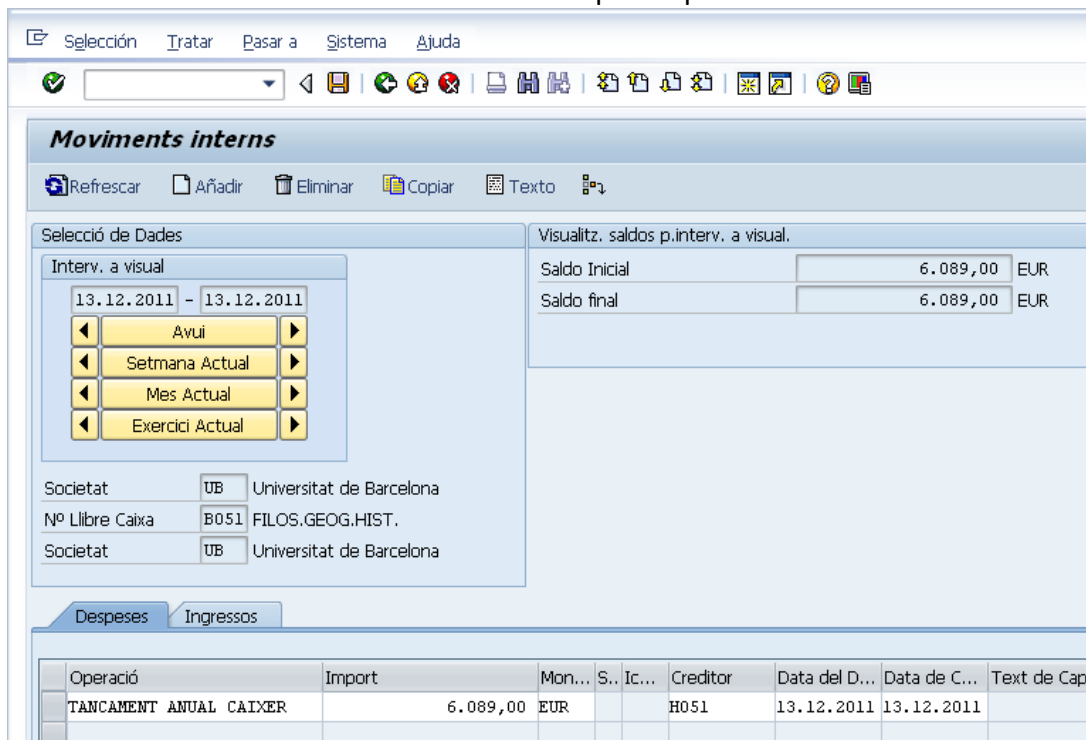 Selección Tratar Pasar a Sistema Ajuda
Moviments interns
Refrescar Añadir Eliminar Copiar Texto
Selecció de Dades
Interv. a visual
13.12.2011 - 13.12.2011
Avui
Setmana Actual
Mes Actual
Exercici Actual
Visualitz. saldos p.interv. a visual.
Saldo Inicial 6.089,00 EUR
Saldo final 6.089,00 EUR
Societat UB Universitat de Barcelona
Nº Llibre Caixa B051 FILOS.GEOG.HIST.
Societat UB Universitat de Barcelona
Despeses Ingressos
Operació Import Mon... S.. Ic... Creditor Data del D... Data de C... Text de Cap
TANCAMENT ANUAL CAIXER 6.089,00 EUR H051 13.12.2011 13.12.2011